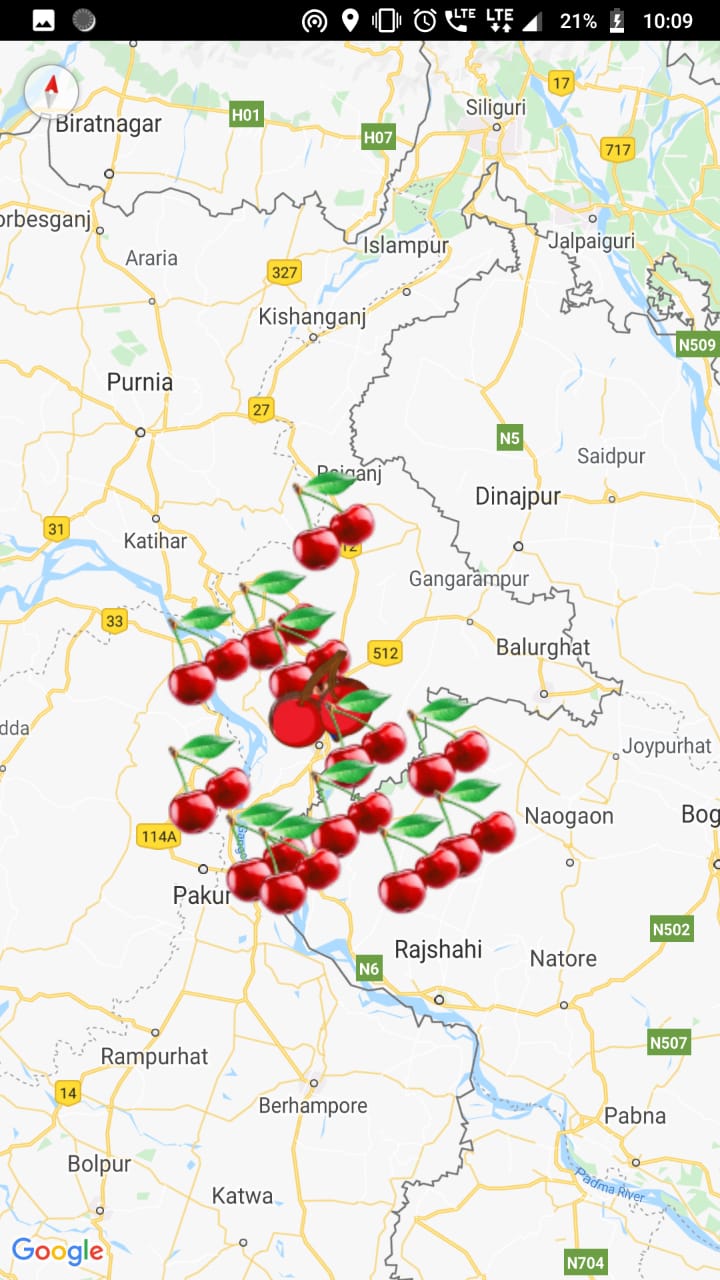 LTE LTE 21% 10:09
17
Siliguri
H01
Biratnagar
H07
717
orbesganj
Islampur
Jalpaiguri
Araria
327
Kishanganj
N509
Purnia
27
N5
Saidpur
Raiganj
Dinajpur
31
Katihar
12
Gangarampur
33
512
Balurghat
dda
Joypurhat
Naogaon
Bog
114A
Pakur
N502
Rajshahi
Natore
N6
N507
Rampurhat
14
Berhampore
Pabna
Bolpur
Padma River
Katwa
Google
N704